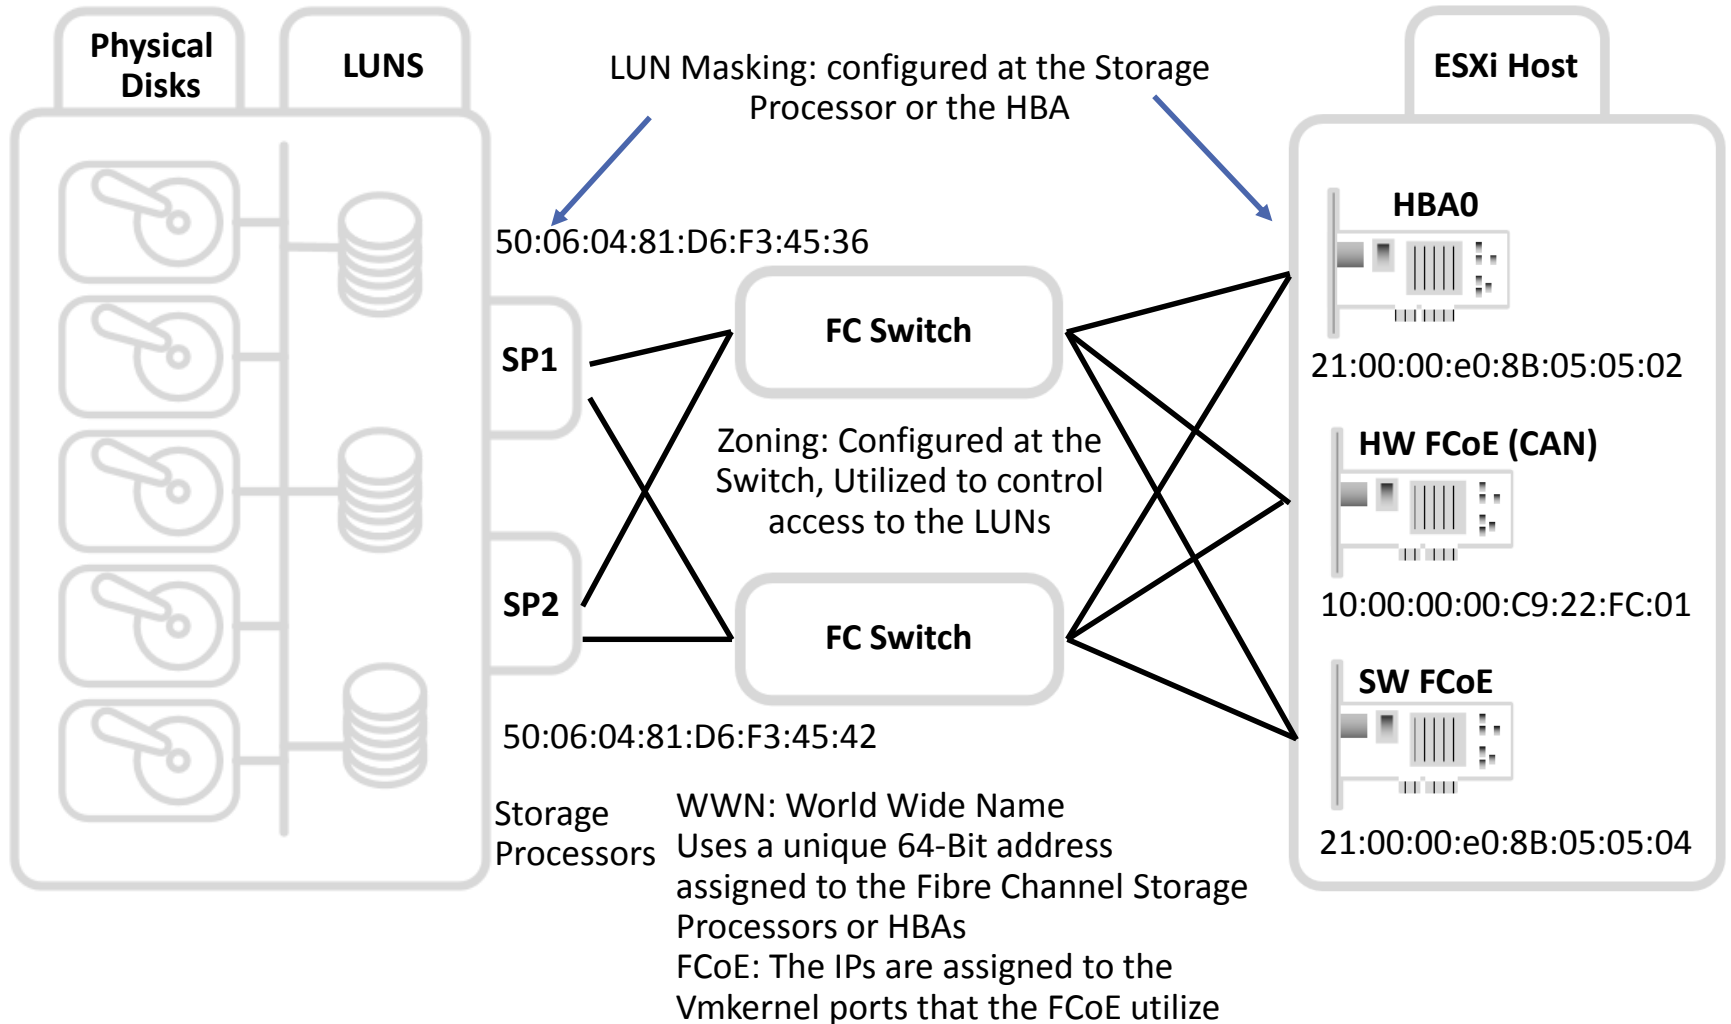 Physical
Disks
LUNS
LUN Masking: configured at the Storage
Processor or the HBA
ESXi Host
50:06:04:81:D6:F3:45:36
HBA0
21:00:00:e0:8B:05:05:02
SP1
FC Switch
Zoning: Configured at the
Switch, Utilized to control
access to the LUNs
HW FCoE (CAN)
10:00:00:00:C9:22:FC:01
SP2
FC Switch
SW FCoE
21:00:00:e0:8B:05:05:04
50:06:04:81:D6:F3:45:42
Storage
Processors
WWN: World Wide Name
Uses a unique 64-Bit address
assigned to the Fibre Channel Storage
Processors or HBAs
FCoE: The IPs are assigned to the
Vmkernel ports that the FCoE utilize